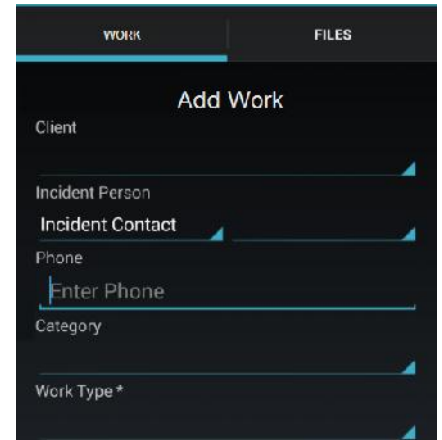 WORK FILES
Add Work
Client
Incident Person
Incident Contact
Phone
Enter Phone
Category
Work Type *